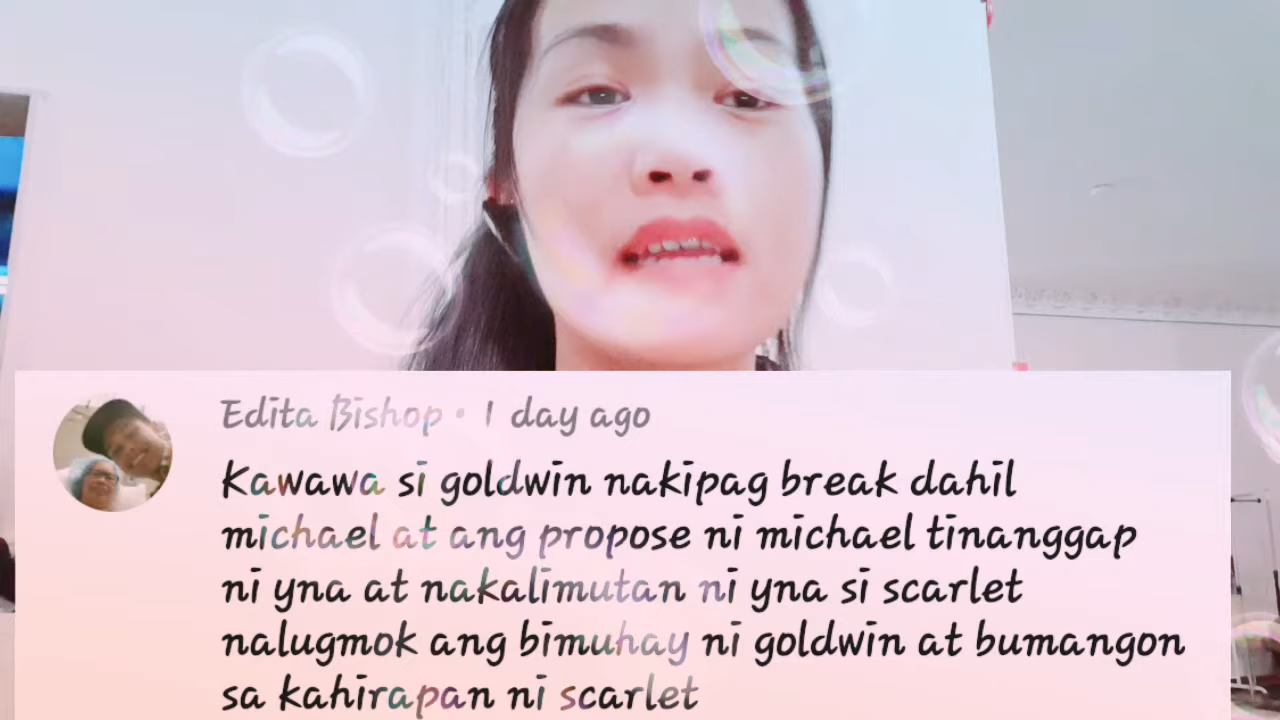 Edita Bishop • 1 day ago
Kawawa si goldwin nakipag break dahil
michael at ang propose ni michael tinanggap
ni yna at nakalimutan ni yna si scarlet
nalugmok ang bimuhay ni goldwin at bumangon
sa kahirapan ni scarlet